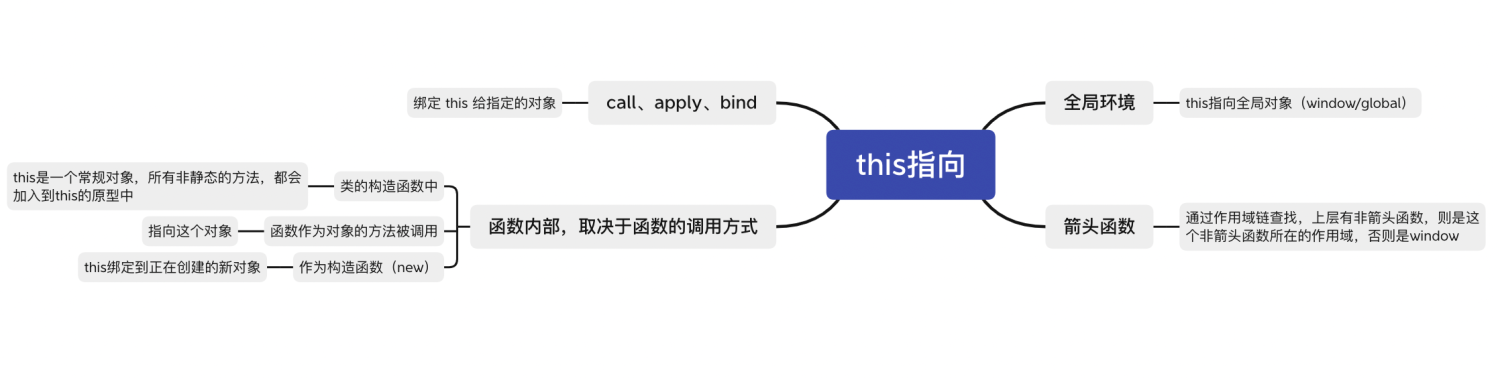 this指向
call、apply、bind
绑定 this 给指定的对象
函数内部，取决于函数的调用方式
类的构造函数中
this是一个常规对象，所有非静态的方法，都会
加入到this的原型中
函数作为对象的方法被调用
指向这个对象
作为构造函数（new）
this绑定到正在创建的新对象
全局环境
this指向全局对象（window/global）
箭头函数
通过作用域链查找，上层有非箭头函数，则是这
个非箭头函数所在的作用域，否则是window